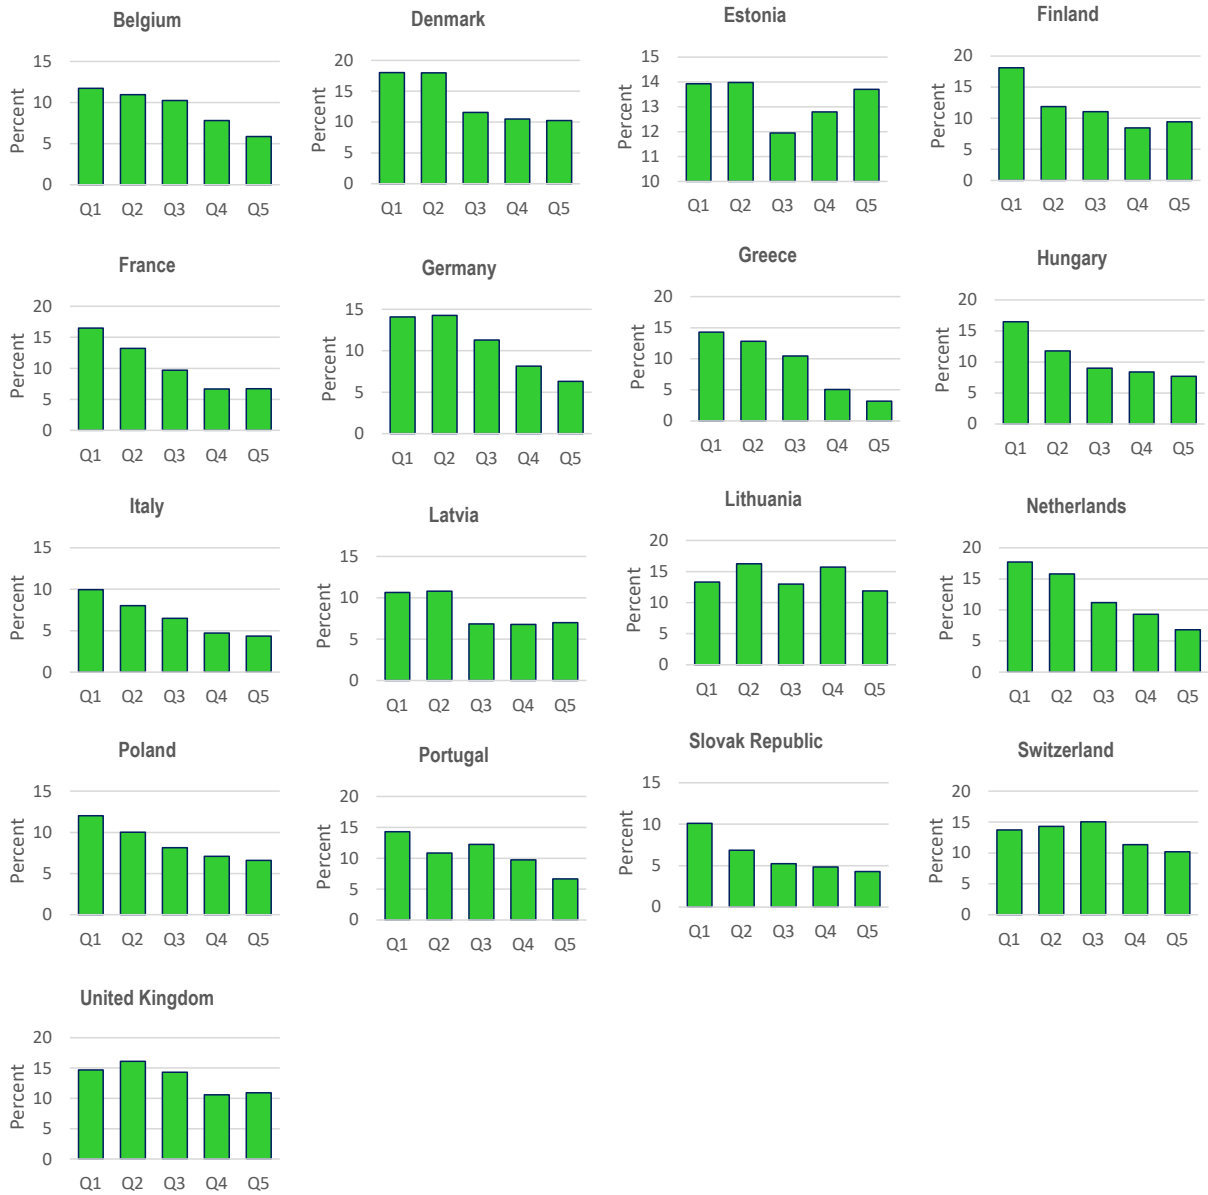 Belgium
15
10
5
0
Percent
Q1 Q2 Q3 Q4 Q5
Denmark
20
15
10
5
0
Percent
Q1 Q2 Q3 Q4 Q5
Estonia
15
14
13
12
11
10
Percent
Q1 Q2 Q3 Q4 Q5
Finland
20
15
10
5
0
Percent
Q1 Q2 Q3 Q4 Q5
France
20
15
10
5
0
Percent
Q1 Q2 Q3 Q4 Q5
Germany
15
10
5
0
Percent
Q1 Q2 Q3 Q4 Q5
Greece
20
15
10
5
0
Percent
Q1 Q2 Q3 Q4 Q5
Hungary
20
15
10
5
0
Percent
Q1 Q2 Q3 Q4 Q5
Italy
15
10
5
0
Percent
Q1 Q2 Q3 Q4 Q5
Latvia
15
10
5
0
Percent
Q1 Q2 Q3 Q4 Q5
Lithuania
20
15
10
5
0
Percent
Q1 Q2 Q3 Q4 Q5
Netherlands
20
15
10
5
0
Percent
Q1 Q2 Q3 Q4 Q5
Poland
15
10
5
0
Percent
Q1 Q2 Q3 Q4 Q5
Portugal
20
15
10
5
0
Percent
Q1 Q2 Q3 Q4 Q5
Slovak Republic
15
10
5
0
Percent
Q1 Q2 Q3 Q4 Q5
Switzerland
20
15
10
5
0
Percent
Q1 Q2 Q3 Q4 Q5
United Kingdom
20
15
10
5
0
Percent
Q1 Q2 Q3 Q4 Q5